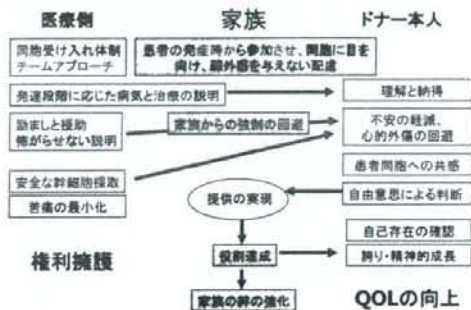 医療側
家族
ドナー本人
同胞受け入れ体制
チームアプローチ
患者の発症時から参加させ、同胞に目を
向け、疎外感を与えない配慮
発達段階に応じた病気と治療の説明
理解と納得
励ましと援助
怖がらせない説明
家族からの強制の回避
不安の軽減、
心的外傷の回避
患者同胞への共感
安全な幹細胞採取
苦痛の最小化
提供の実現
自由意思による判断
自己存在の確認
権利擁護
役割達成
誇り・精神的成長
家族の絆の強化
QOLの向上